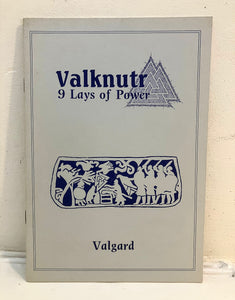 Valknutr
9 Lays of Power
Valgard